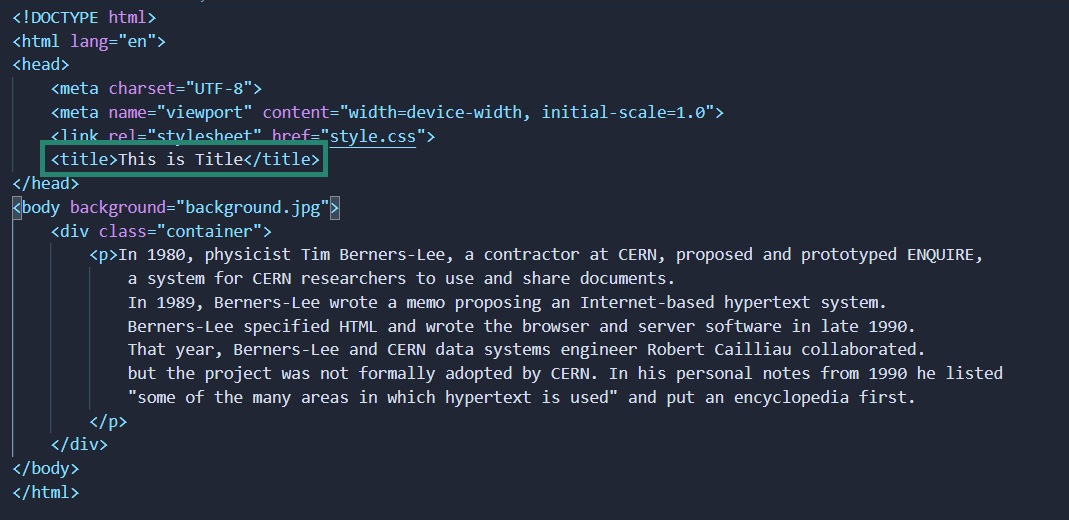 <!DOCTYPE html>
<html lang="en">
<head>
<meta charset="UTF-8">
<meta name="viewport" content="width=device-width, initial-scale=1.0">
<link rel="stylesheet" href="style.css">
<title>This is Title</title>
</head>
<body background="background.jpg">
<div class="container">
<p>In 1980, physicist Tim Berners-Lee, a contractor at CERN, proposed and prototyped ENQUIRE,
a system for CERN researchers to use and share documents.
In 1989, Berners-Lee wrote a memo proposing an Internet-based hypertext system.
Berners-Lee specified HTML and wrote the browser and server software in late 1990.
That year, Berners-Lee and CERN data systems engineer Robert Cailliau collaborated.
but the project was not formally adopted by CERN. In his personal notes from 1990 he listed
"some of the many areas in which hypertext is used" and put an encyclopedia first.
</p>
</div>
</body>
</html>